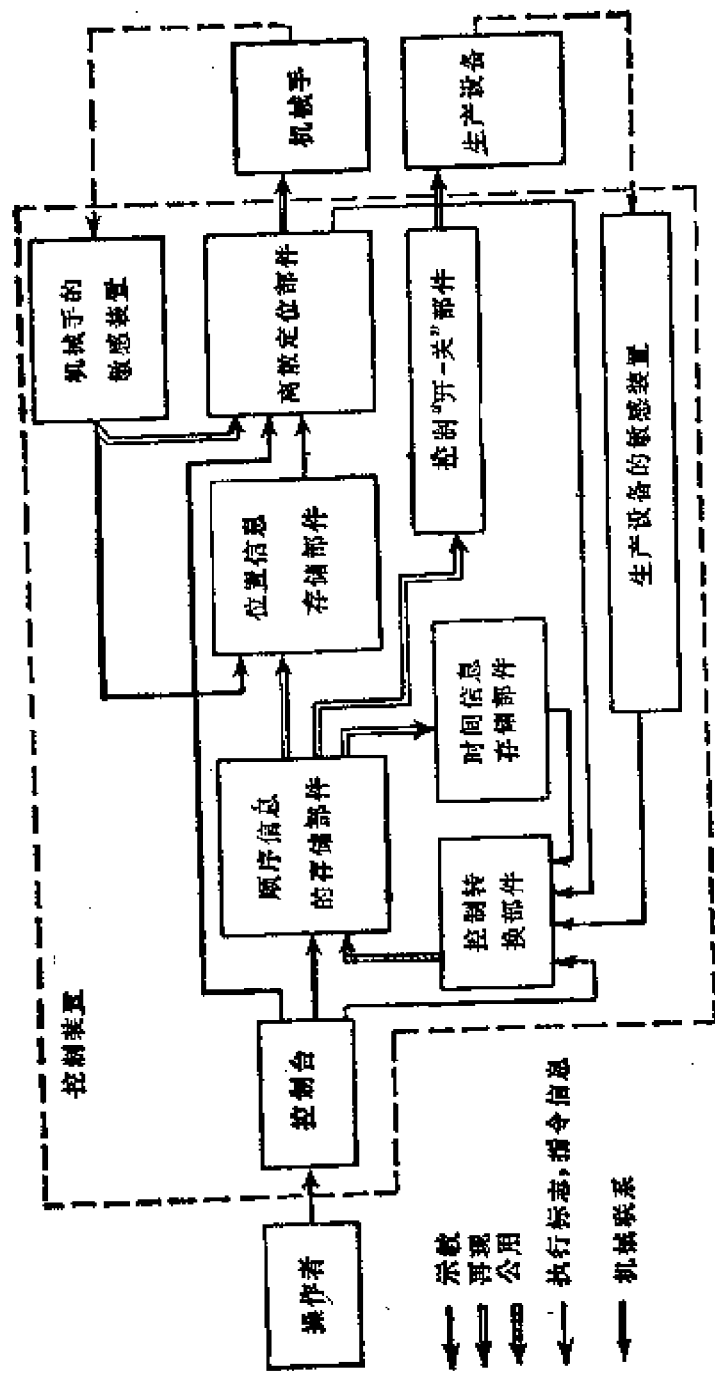 控制装置
机械手的
敏感装置
机械手
生产设备
离散定位部件
位置信息
存储部件
控制“开-关”部件
顺序信息
的存储部件
时间信息
存储部件
控制转
换部件
生产设备的敏感装置
控制台
操作者
示教
再现
公用
执行标志,指令信息
机械联系